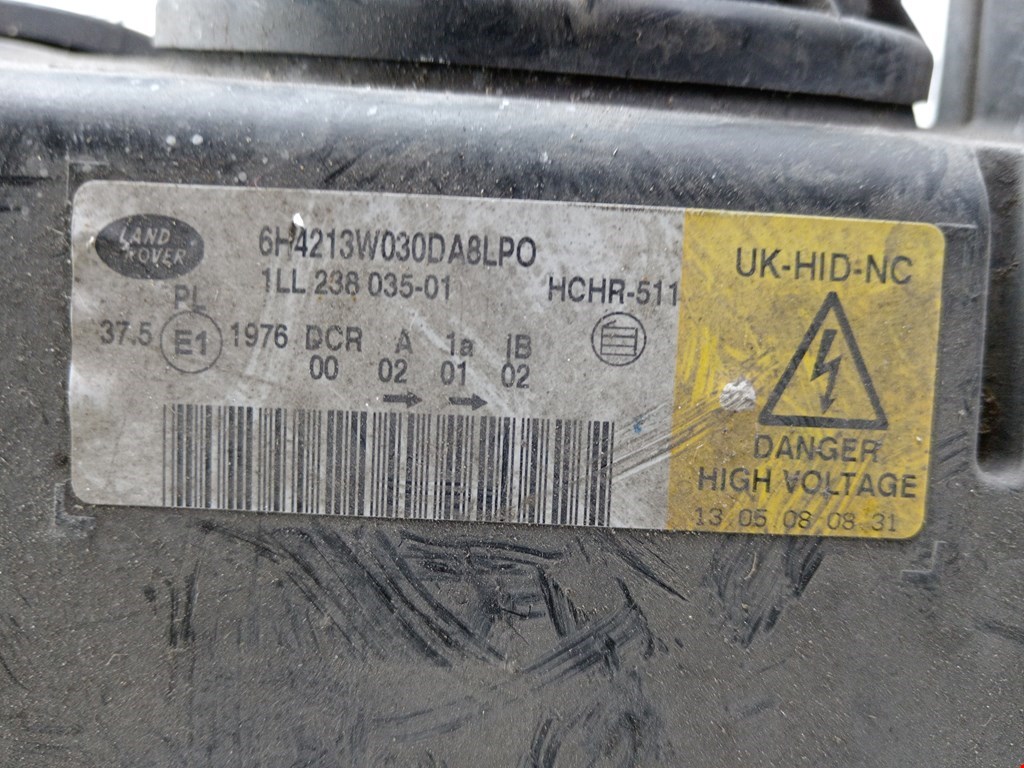 LAND
ROVER
6H4213W030DA8LPO
1LL 238 035-01
HCHR-511
PL
37.5 E1 1976 DCR A 1a IB
00 02 01 02
UK-HID-NC
DANGER
HIGH VOLTAGE
13 05 08 08 31